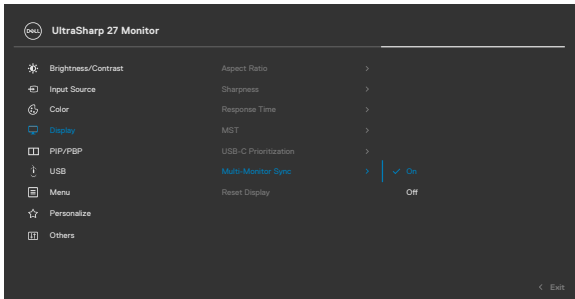 DELL UltraSharp 27 Monitor
Brightness/Contrast Aspect Ratio >
Input Source Sharpness >
Color Response Time >
Display MST >
PIP/PBP USB-C Prioritization >
USB Multi-Monitor Sync > ✓ On
Menu Reset Display Off
Personalize
Others
< Exit